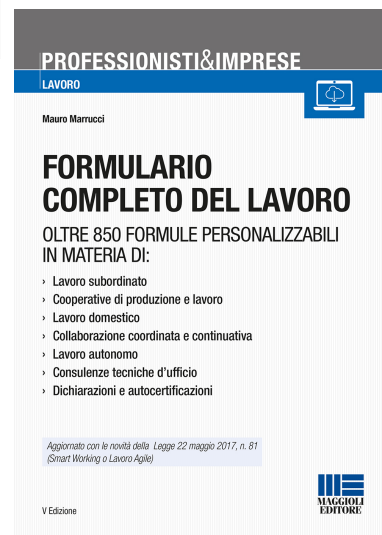 PROFESSIONISTI&IMPRESE
LAVORO
Mauro Marrucci
FORMULARIO
COMPLETO DEL LAVORO
OLTRE 850 FORMULE PERSONALIZZABILI
IN MATERIA DI:
› Lavoro subordinato
› Cooperative di produzione e lavoro
› Lavoro domestico
› Collaborazione coordinata e continuativa
› Lavoro autonomo
› Consulenze tecniche d'ufficio
› Dichiarazioni e autocertificazioni
Aggiornato con le novità della Legge 22 maggio 2017, n. 81
(Smart Working o Lavoro Agile)
V Edizione
MAGGIOLI
EDITORE